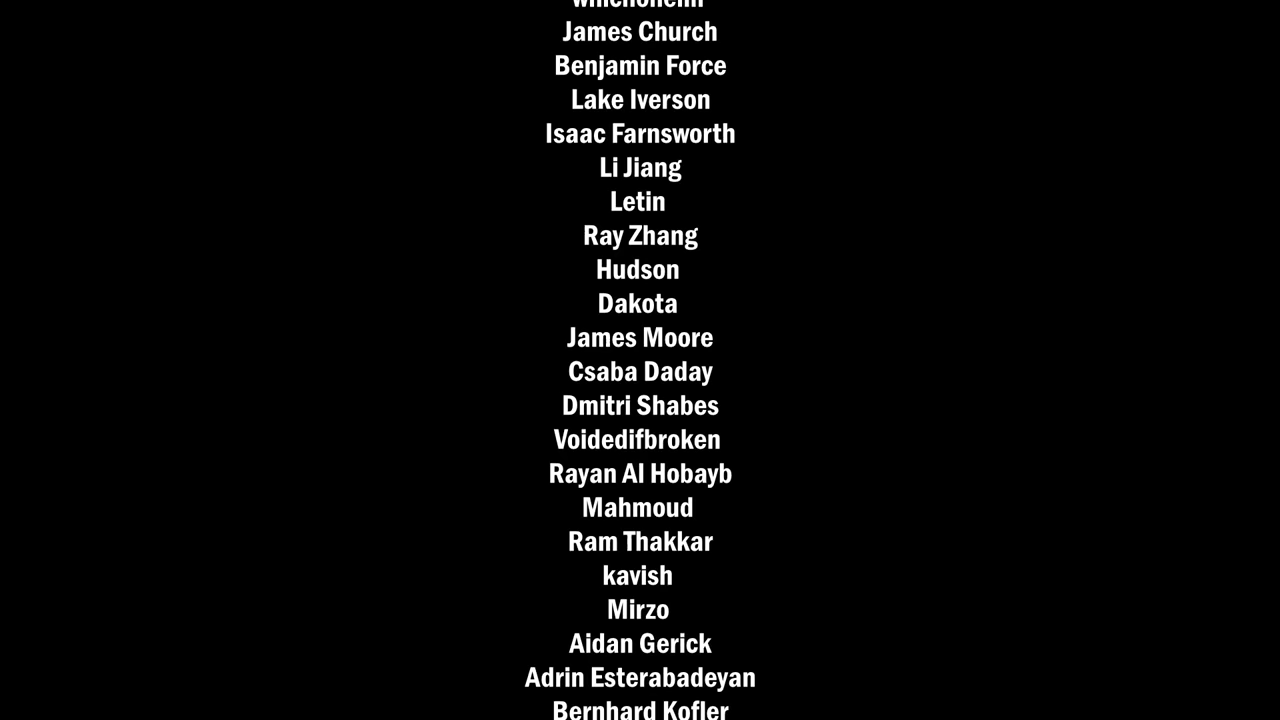 James Church
Benjamin Force
Lake Iverson
Isaac Farnsworth
Li Jiang
Letin
Ray Zhang
Hudson
Dakota
James Moore
Csaba Daday
Dmitri Shabes
Voidedifbroken
Rayan Al Hobayb
Mahmoud
Ram Thakkar
kavish
Mirzo
Aidan Gerick
Adrin Esterabadeyan
Bernhard Kofler